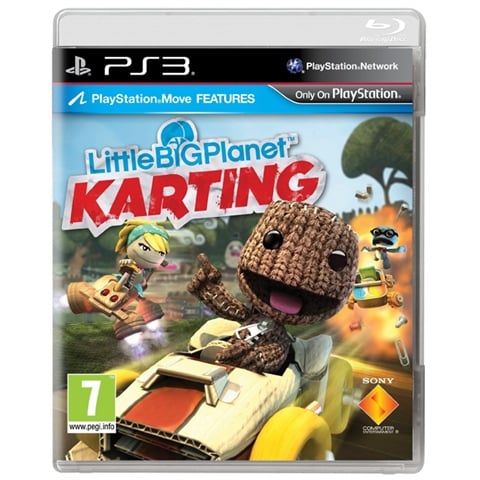 Blu-ray Disc
PS3
PlayStation®Network
PlayStation®Move FEATURES
Only On PlayStation®
LittleBIGPlanet™
KARTING
7
www.pegi.info
SONY
COMPUTER
ENTERTAINMENT®